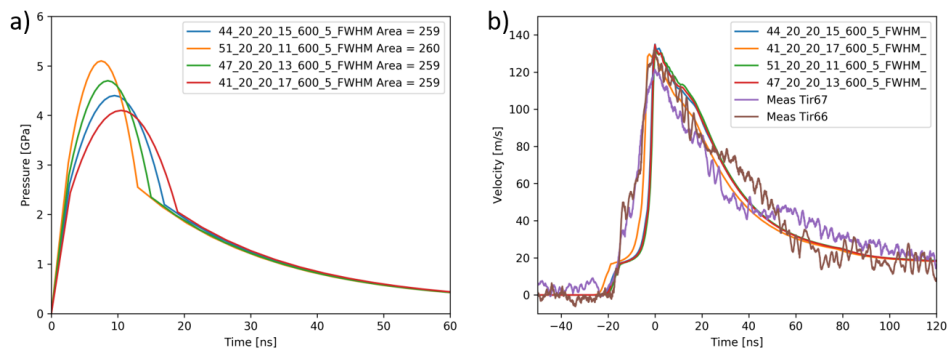 a)
44_20_20_15_600_5_FWHM Area = 259
51_20_20_11_600_5_FWHM Area = 260
47_20_20_13_600_5_FWHM Area = 259
41_20_20_17_600_5_FWHM Area = 259
6
5
4
3
2
1
0
Pressure [GPa]
0 10 20 30 40 50 60
Time [ns]
b)
44_20_20_15_600_5_FWHM_
41_20_20_17_600_5_FWHM_
51_20_20_11_600_5_FWHM_
47_20_20_13_600_5_FWHM_
Meas Tir67
Meas Tir66
140
120
100
80
60
40
20
0
Velocity [m/s]
−40 −20 0 20 40 60 80 100 120
Time [ns]